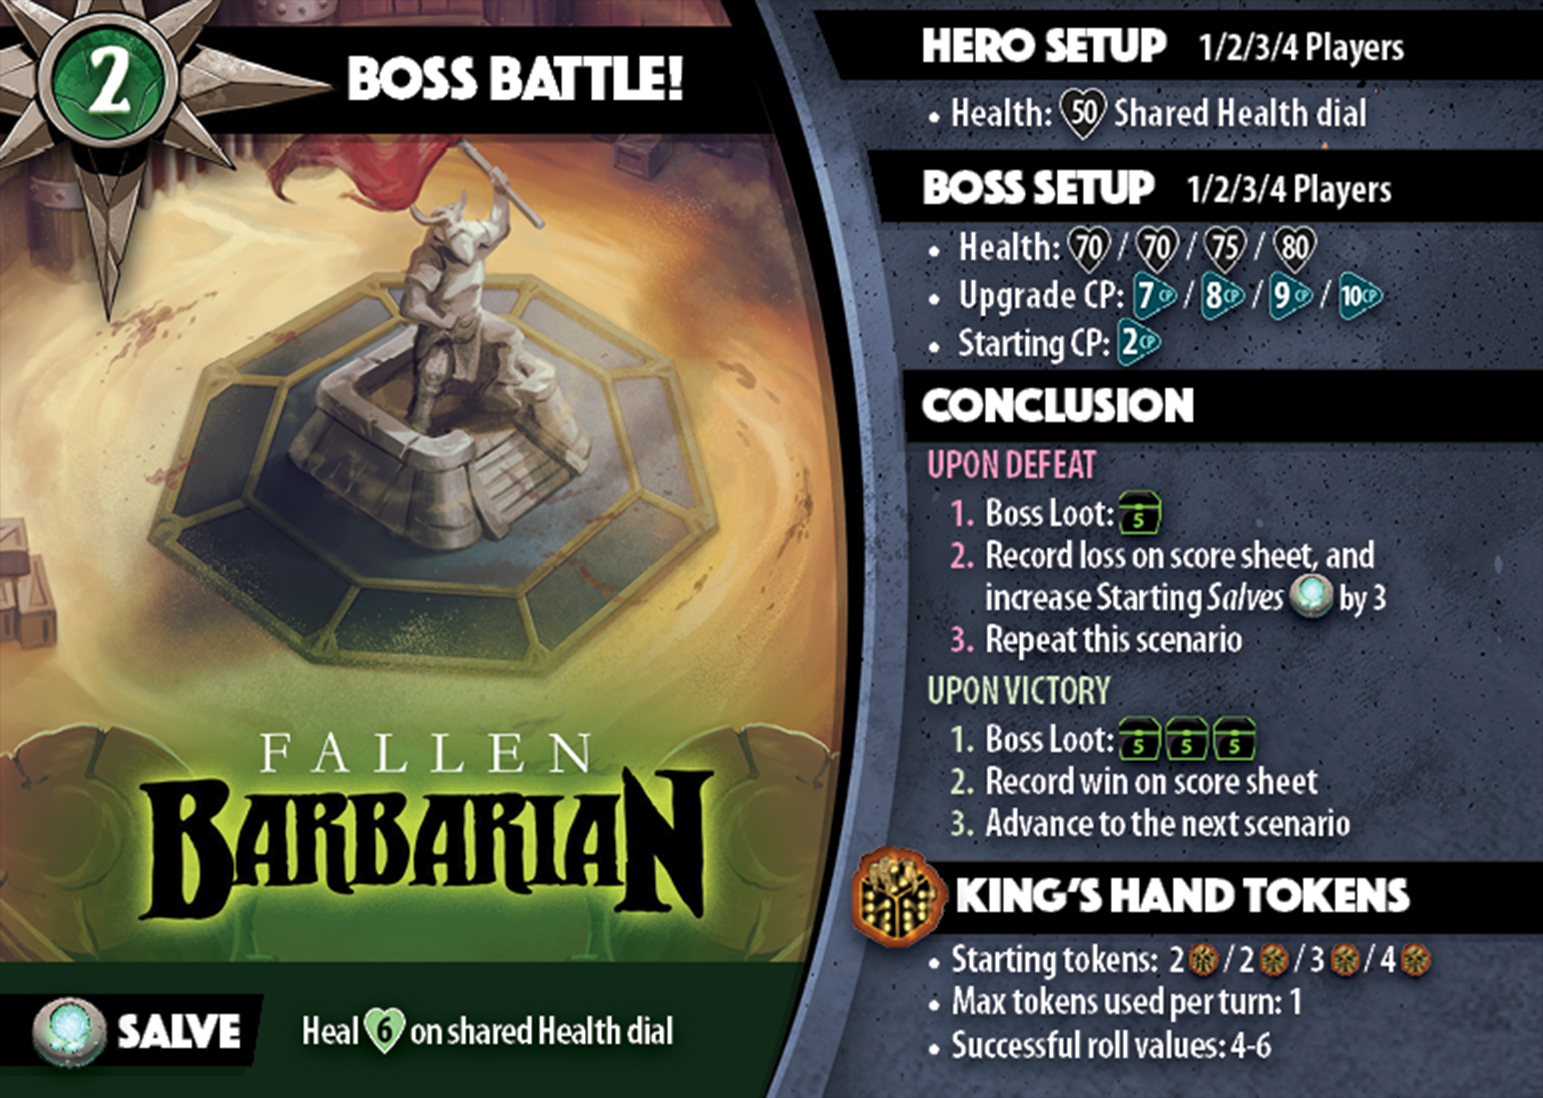 2
BOSS BATTLE!
FALLEN
BARBARIAN
SALVE
Heal 6 on shared Health dial
HERO SETUP 1/2/3/4 Players
• Health: 50 Shared Health dial
BOSS SETUP 1/2/3/4 Players
• Health: 70 / 70 / 75 / 80
• Upgrade CP: 7CP / 8CP / 9CP / 10CP
• Starting CP: 2CP
CONCLUSION
UPON DEFEAT
1. Boss Loot: 5
2. Record loss on score sheet, and
increase Starting Salves by 3
3. Repeat this scenario
UPON VICTORY
1. Boss Loot: 5 5 5
2. Record win on score sheet
3. Advance to the next scenario
KING'S HAND TOKENS
• Starting tokens: 2 / 2 / 3 / 4
• Max tokens used per turn: 1
• Successful roll values: 4-6